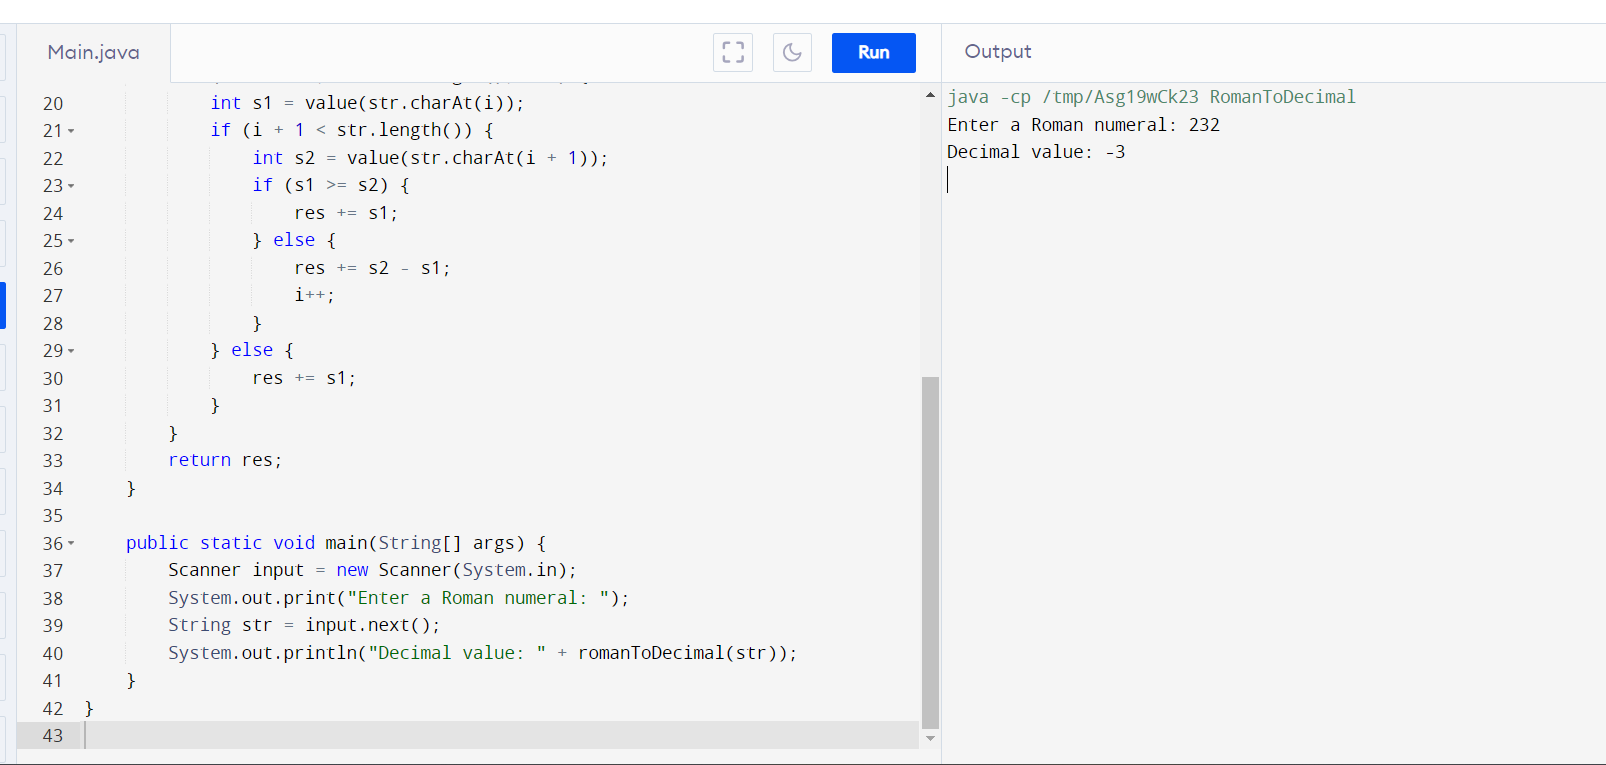 Main.java
Run
Output
20 int s1 = value(str.charAt(i));
21 if (i + 1 < str.length()) {
22 int s2 = value(str.charAt(i + 1));
23 if (s1 >= s2) {
24 res += s1;
25 } else {
26 res += s2 - s1;
27 i++;
28 }
29 } else {
30 res += s1;
31 }
32 }
33 return res;
34 }
35
36 public static void main(String[] args) {
37 Scanner input = new Scanner(System.in);
38 System.out.print("Enter a Roman numeral: ");
39 String str = input.next();
40 System.out.println("Decimal value: " + romanToDecimal(str));
41 }
42 }
43
java -cp /tmp/Asg19wCk23 RomanToDecimal
Enter a Roman numeral: 232
Decimal value: -3